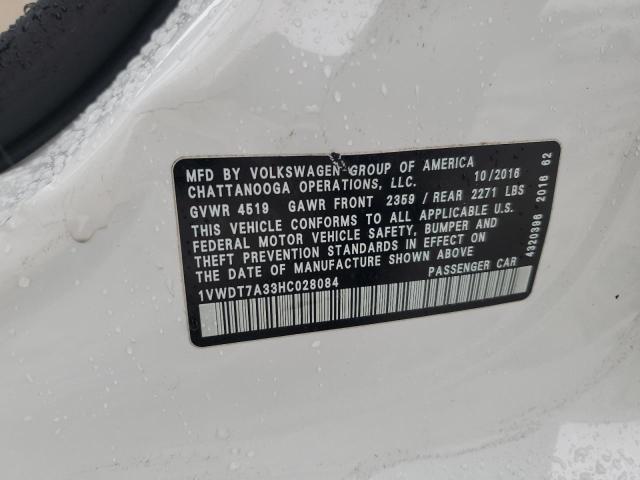 MFD BY VOLKSWAGEN GROUP OF AMERICA
CHATTANOOGA OPERATIONS, LLC. 10/2016
GVWR 4519 GAWR FRONT 2359 / REAR 2271 LBS
THIS VEHICLE CONFORMS TO ALL APPLICABLE U.S.
FEDERAL MOTOR VEHICLE SAFETY, BUMPER AND
THEFT PREVENTION STANDARDS IN EFFECT ON
THE DATE OF MANUFACTURE SHOWN ABOVE
1VWDT7A33HC028084 PASSENGER CAR
4320396 2016 62